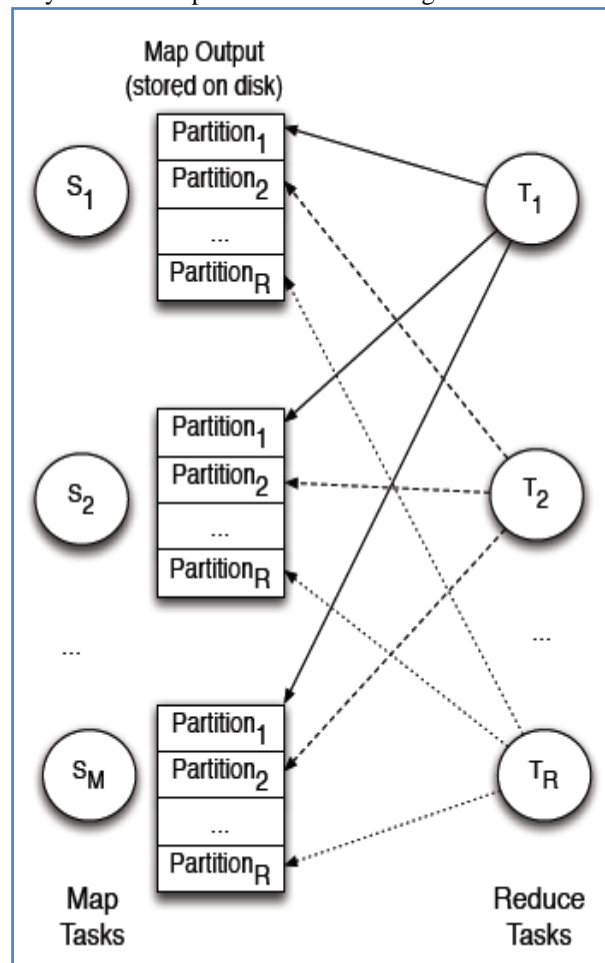 Map Output
(stored on disk)
S1
Partition1
Partition2
...
PartitionR
T1
S2
Partition1
Partition2
...
PartitionR
T2
...
...
SM
Partition1
Partition2
...
PartitionR
TR
Map
Tasks
Reduce
Tasks